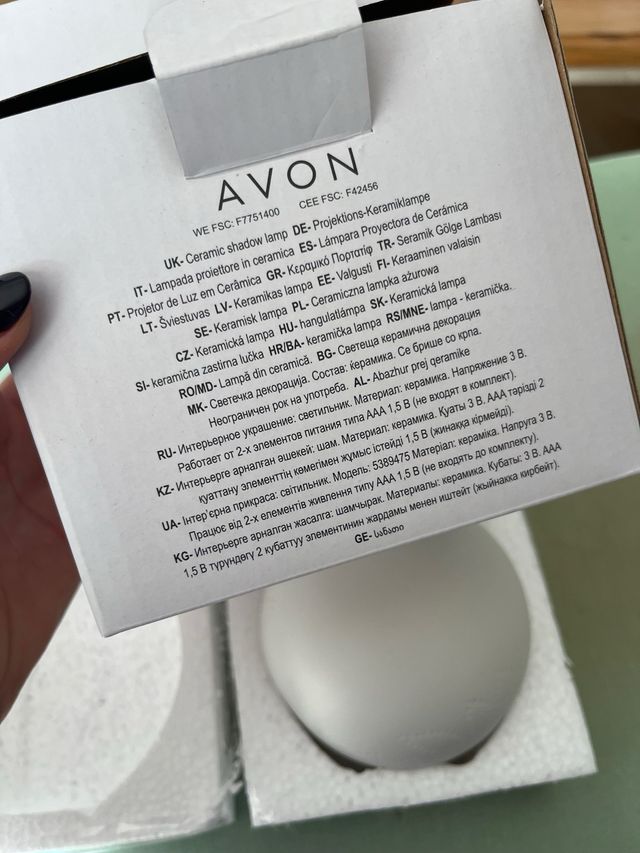 AVON
WE FSC: F7751400 CEE FSC: F42456
UK- Ceramic shadow lamp DE- Projektions-Keramiklampe
IT- Lampada proiettore in ceramica ES- Lámpara Proyectora de Cerámica
PT- Projetor de Luz em Cerâmica GR- Κεραμικό Πορτατίφ TR- Seramik Gölge Lambası
LT- Šviestuvas LV- Keramikas lampa EE- Valgusti FI- Keraaminen valaisin
SE- Keramisk lampa PL- Ceramiczna lampka ażurowa
CZ- Keramická lampa HU- hangulatlámpa SK- Keramická lampa
SI- keramična zastirna lučka HR/BA- keramička lampa RS/MNE- lampa - keramička.
RO/MD- Lampă din ceramică. BG- Светеща керамична декорация
MK- Светечка декорација. Состав: керамика. Се брише со крпа.
Неограничен рок на употреба. AL- Abazhur prej qeramike
RU- Интерьерное украшение: светильник. Материал: керамика. Напряжение 3 В.
Работает от 2-х элементов питания типа ААА 1,5 В (не входят в комплект).
KZ- Интерьерге арналған әшекей: шам. Материал: керамика. Қуаты 3 В. ААА тәрізді 2
қуаттану элементтің көмегімен жұмыс істейді 1,5 В (жинаққа кірмейді).
UA- Інтер'єрна прикраса: світильник. Модель: 5389475 Матеріал: кераміка. Напруга 3 В.
Працює від 2-х елементів живлення типу ААА 1,5 В (не входять до комплекту).
KG- Интерьерге арналган жасалга: шамчырак. Материалы: керамика. Кубаты: 3 В. ААА
1,5 В түрүндөгү 2 кубаттуу элементинин жардамы менен иштейт (жыйнакка кирбейт).
GE- სანათი